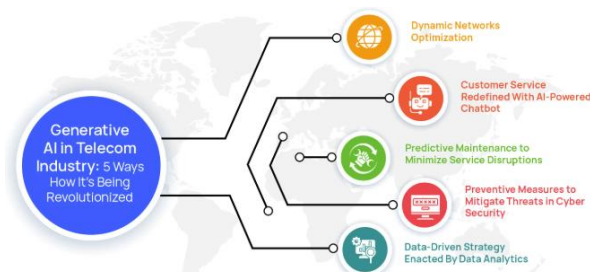 Generative
AI in Telecom
Industry: 5 Ways
How It's Being
Revolutionized
Dynamic Networks
Optimization
Customer Service
Redefined With AI-Powered
Chatbot
Predictive Maintenance to
Minimize Service Disruptions
Preventive Measures to
Mitigate Threats in Cyber
Security
Data-Driven Strategy
Enacted By Data Analytics